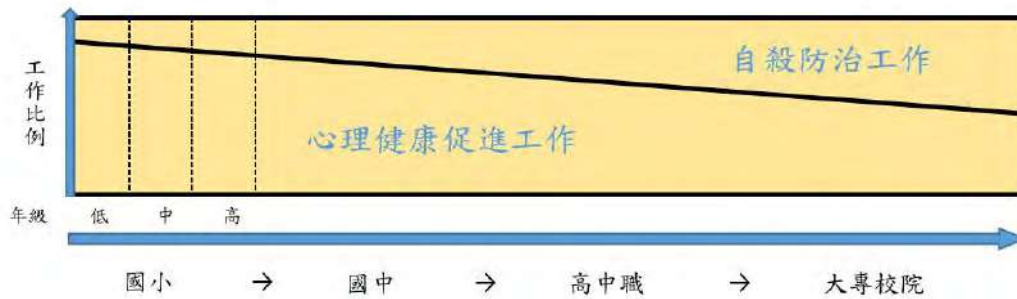 自殺防治工作
工作比例
心理健康促進工作
年級 低 中 高
國小 → 國中 → 高中職 → 大專校院